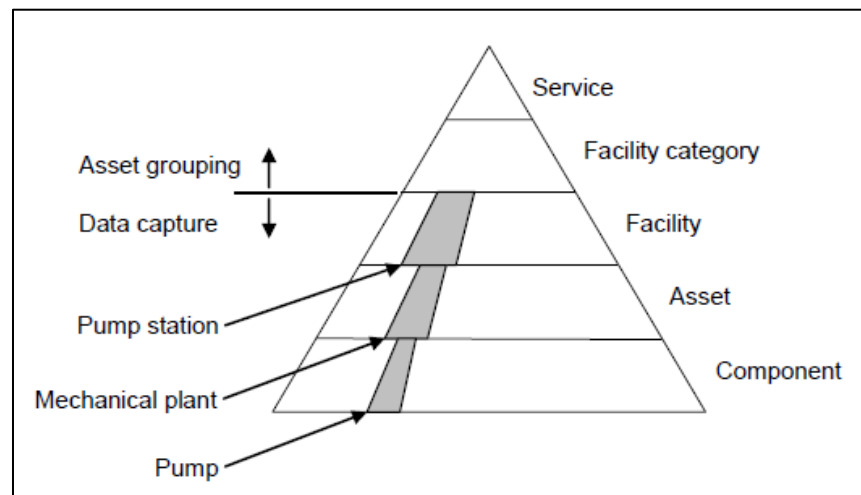 Service
Facility category
Asset grouping
Data capture
Facility
Asset
Pump station
Component
Mechanical plant
Pump